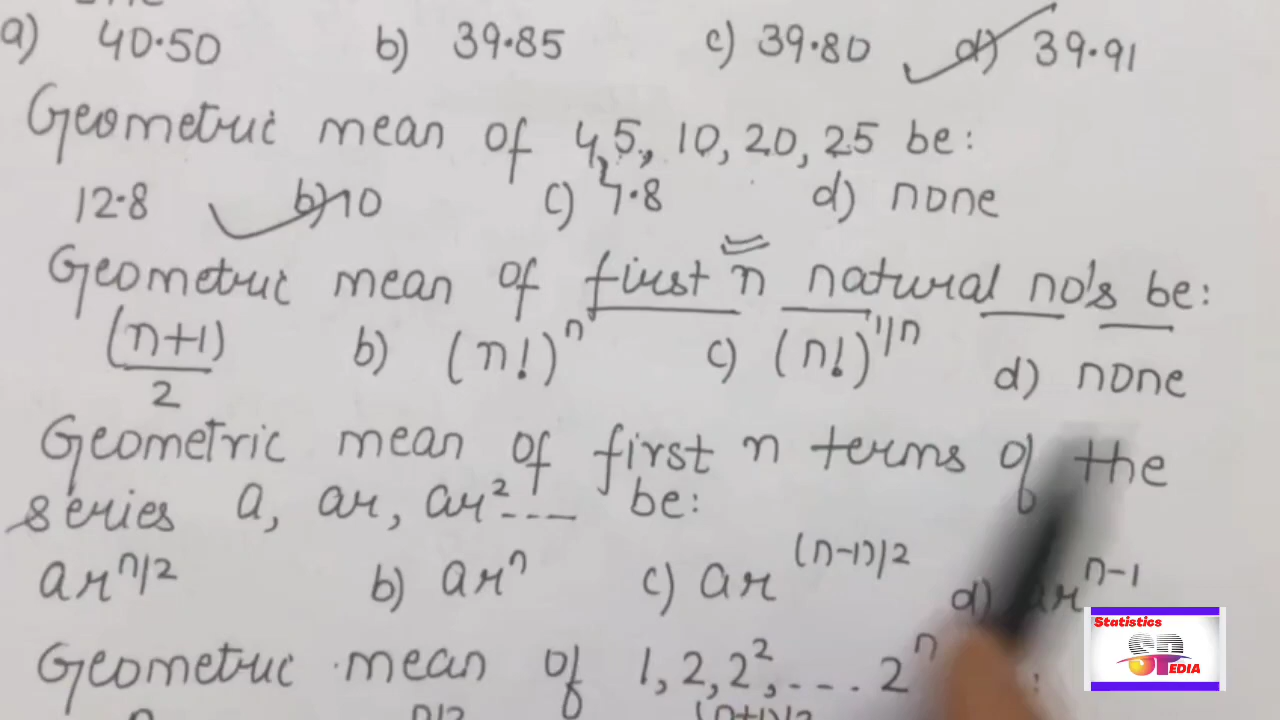 a) 40.50 b) 39.85 c) 39.80 d) 39.91
Geometric mean of 4,5, 10, 20, 25 be:
12.8 b) 10 c) 7.8 d) none
Geometric mean of first n natural no's be:
(n+1)/2 b) (n!)^n c) (n!)^1/n d) none
Geometric mean of first n terms of the
series a, ar, ar²--- be:
ar^n/2 b) ar^n c) ar^(n-1)/2 d) ar^n-1
Statistics
PEDIA
Geometric mean of 1, 2, 2², .... 2^n :